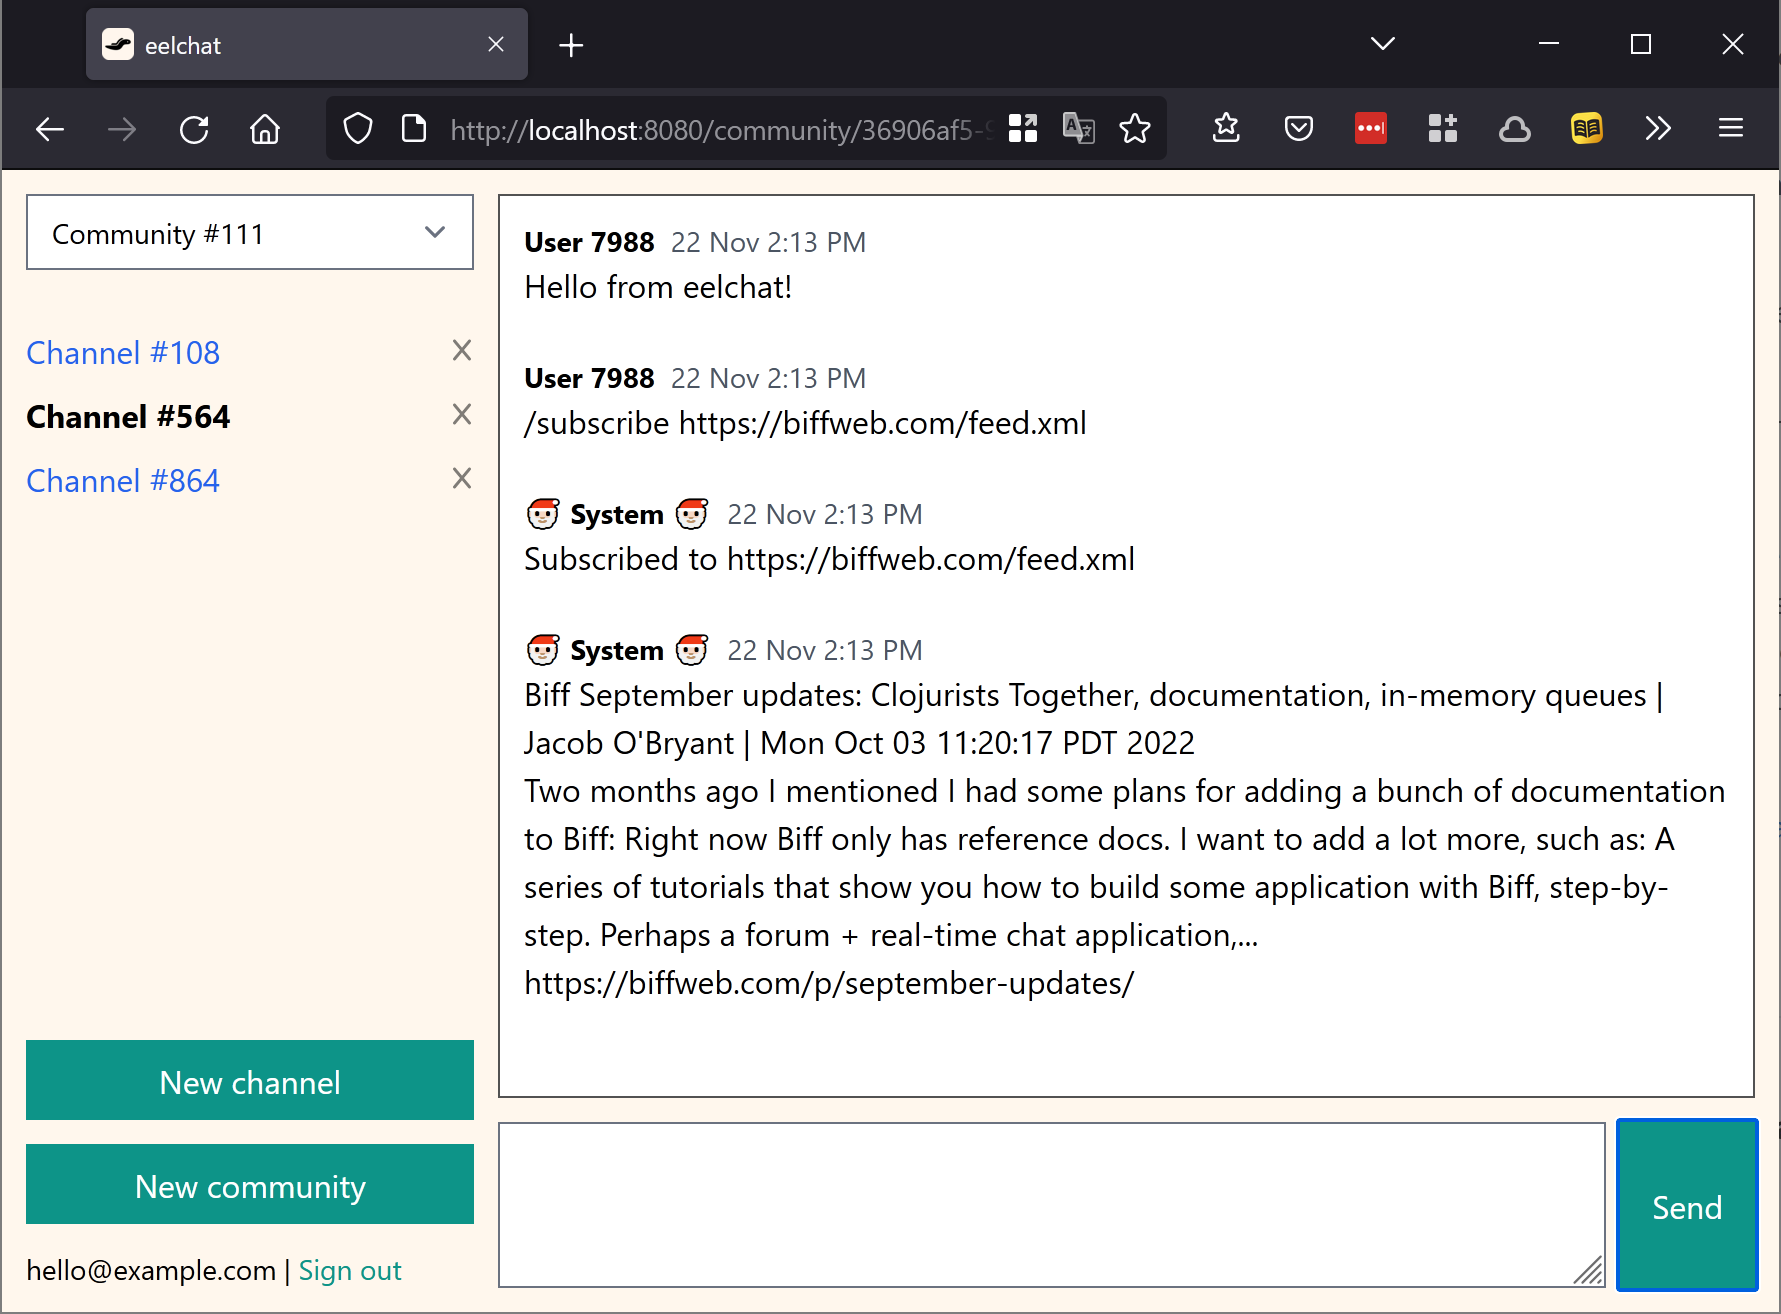 eelchat
http://localhost:8080/community/36906af5-
Community #111
Channel #108
Channel #564
Channel #864
New channel
New community
hello@example.com | Sign out
User 7988 22 Nov 2:13 PM
Hello from eelchat!
User 7988 22 Nov 2:13 PM
/subscribe https://biffweb.com/feed.xml
🎅🏻 System 🎅🏻 22 Nov 2:13 PM
Subscribed to https://biffweb.com/feed.xml
🎅🏻 System 🎅🏻 22 Nov 2:13 PM
Biff September updates: Clojurists Together, documentation, in-memory queues |
Jacob O'Bryant | Mon Oct 03 11:20:17 PDT 2022
Two months ago I mentioned I had some plans for adding a bunch of documentation
to Biff: Right now Biff only has reference docs. I want to add a lot more, such as: A
series of tutorials that show you how to build some application with Biff, step-by-
step. Perhaps a forum + real-time chat application,...
https://biffweb.com/p/september-updates/
Send